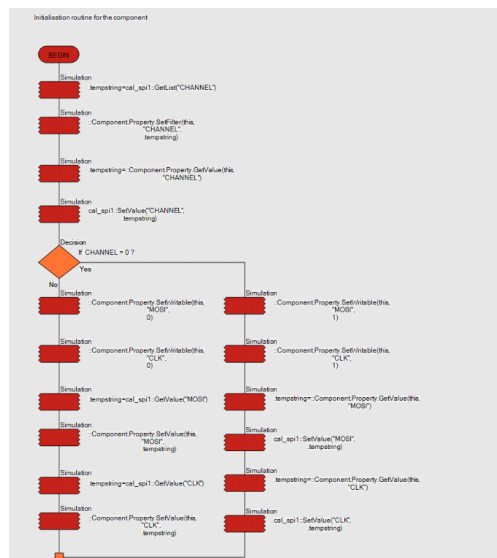 Initialisation routine for the component
BEGIN
Simulation
.tempstring=cal_spi1::GetList("CHANNEL")
Simulation
::Component.Property.SetFilter(this,
"CHANNEL",
.tempstring)
Simulation
.tempstring=::Component.Property.GetValue(this,
"CHANNEL")
Simulation
cal_spi1::SetValue("CHANNEL",
.tempstring)
Decision
If CHANNEL = 0 ?
Yes
No
Simulation
::Component.Property.SetWritable(this,
"MOSI",
0)
Simulation
::Component.Property.SetWritable(this,
"CLK",
0)
Simulation
.tempstring=cal_spi1::GetValue("MOSI")
Simulation
::Component.Property.SetValue(this,
"MOSI",
.tempstring)
Simulation
.tempstring=cal_spi1::GetValue("CLK")
Simulation
::Component.Property.SetValue(this,
"CLK",
.tempstring)
Simulation
::Component.Property.SetWritable(this,
"MOSI",
1)
Simulation
::Component.Property.SetWritable(this,
"CLK",
1)
Simulation
.tempstring=::Component.Property.GetValue(this,
"MOSI")
Simulation
cal_spi1::SetValue("MOSI",
.tempstring)
Simulation
.tempstring=::Component.Property.GetValue(this,
"CLK")
Simulation
cal_spi1::SetValue("CLK",
.tempstring)